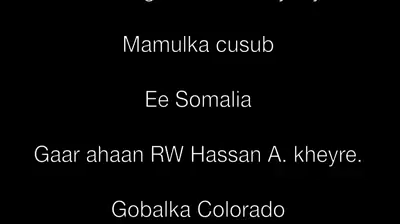 Mamulka cusub
Ee Somalia
Gaar ahaan RW Hassan A. kheyre.
Gobalka Colorado